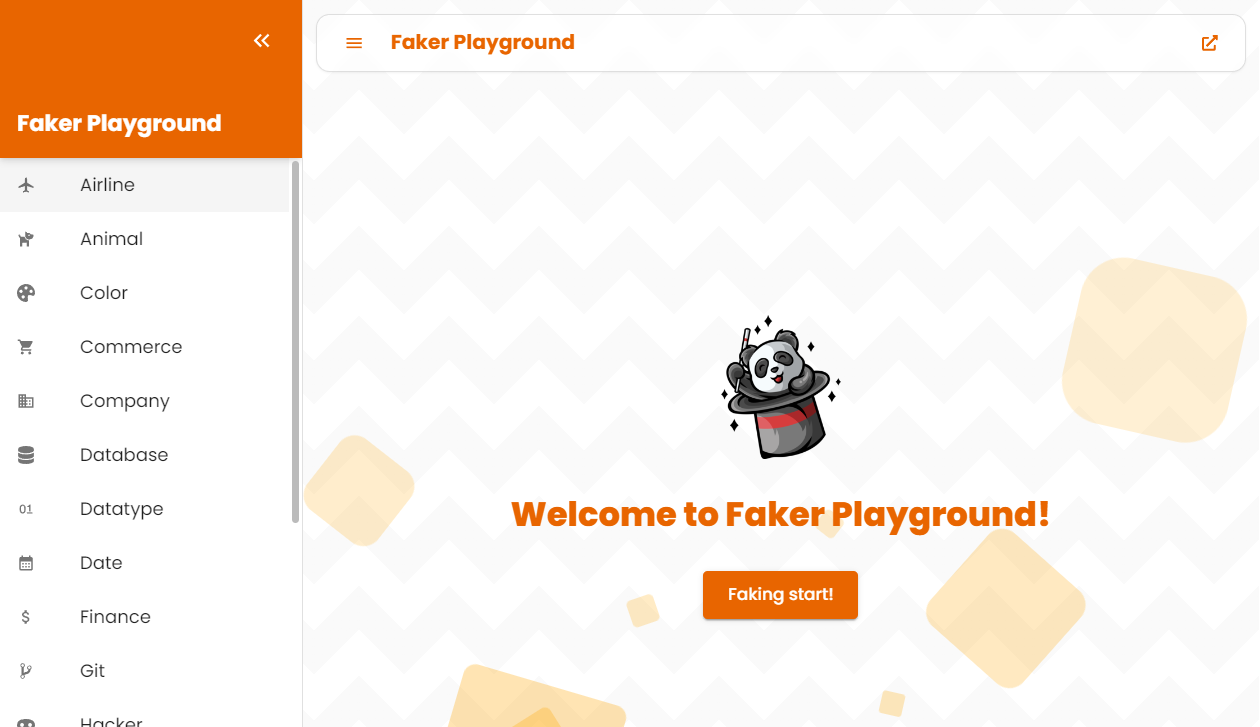 Faker Playground
Airline
Animal
Color
Commerce
Company
Database
01 Datatype
Date
$ Finance
Git
Hacker
Faker Playground
Welcome to Faker Playground!
Faking start!